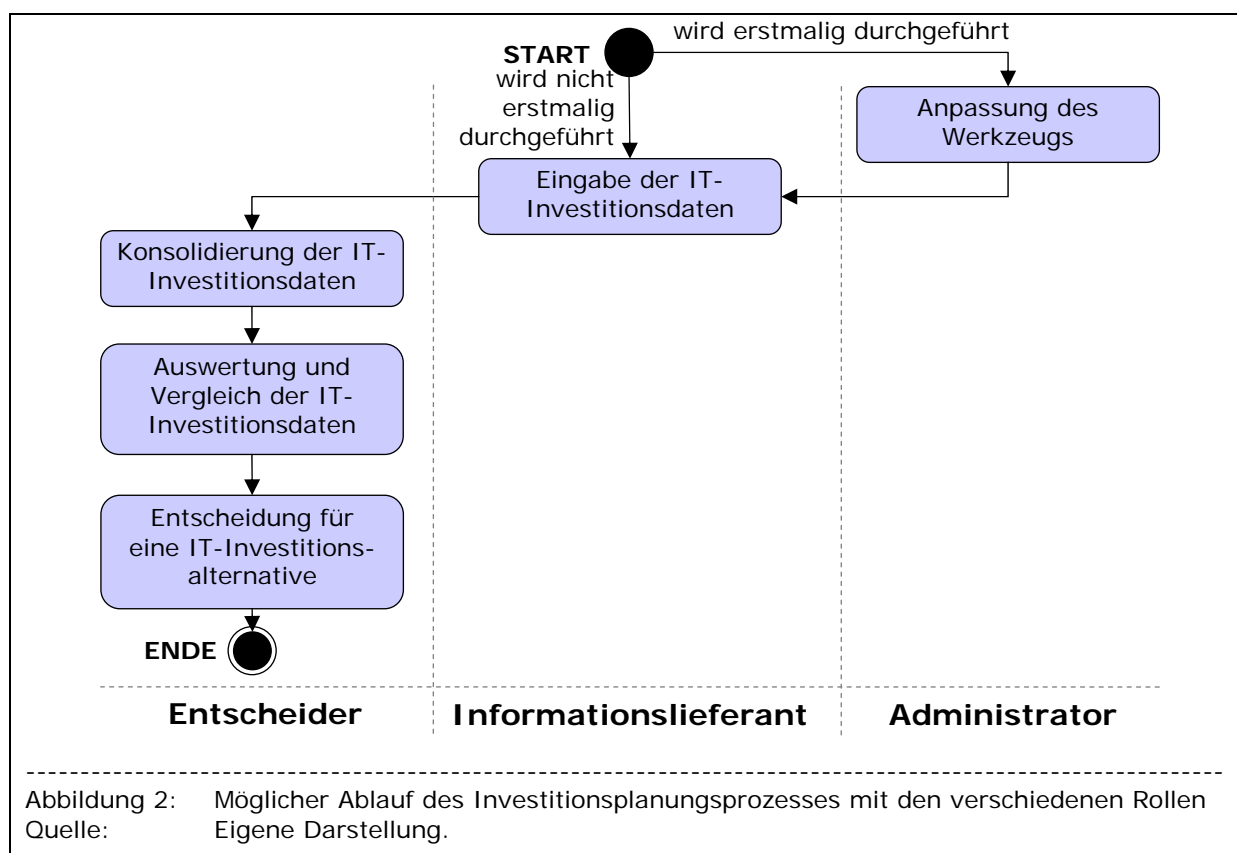 wird erstmalig durchgeführt
START
wird nicht
erstmalig
durchgeführt
Anpassung des
Werkzeugs
Eingabe der IT-
Investitionsdaten
Konsolidierung der IT-
Investitionsdaten
Auswertung und
Vergleich der IT-
Investitionsdaten
Entscheidung für
eine IT-Investitions-
alternative
ENDE
Entscheider Informationslieferant Administrator
Abbildung 2: Möglicher Ablauf des Investitionsplanungsprozesses mit den verschiedenen Rollen
Quelle: Eigene Darstellung.